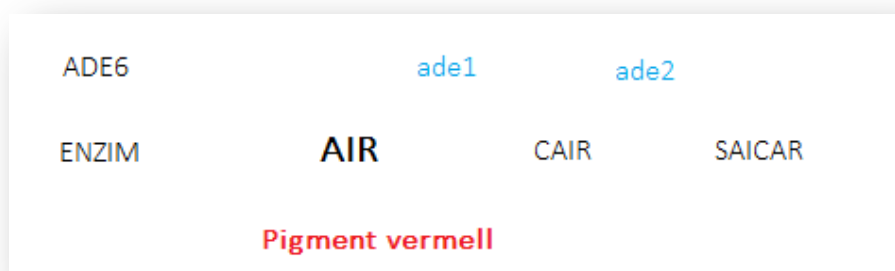 ADE6 ade1 ade2
ENZIM AIR CAIR SAICAR
Pigment vermell